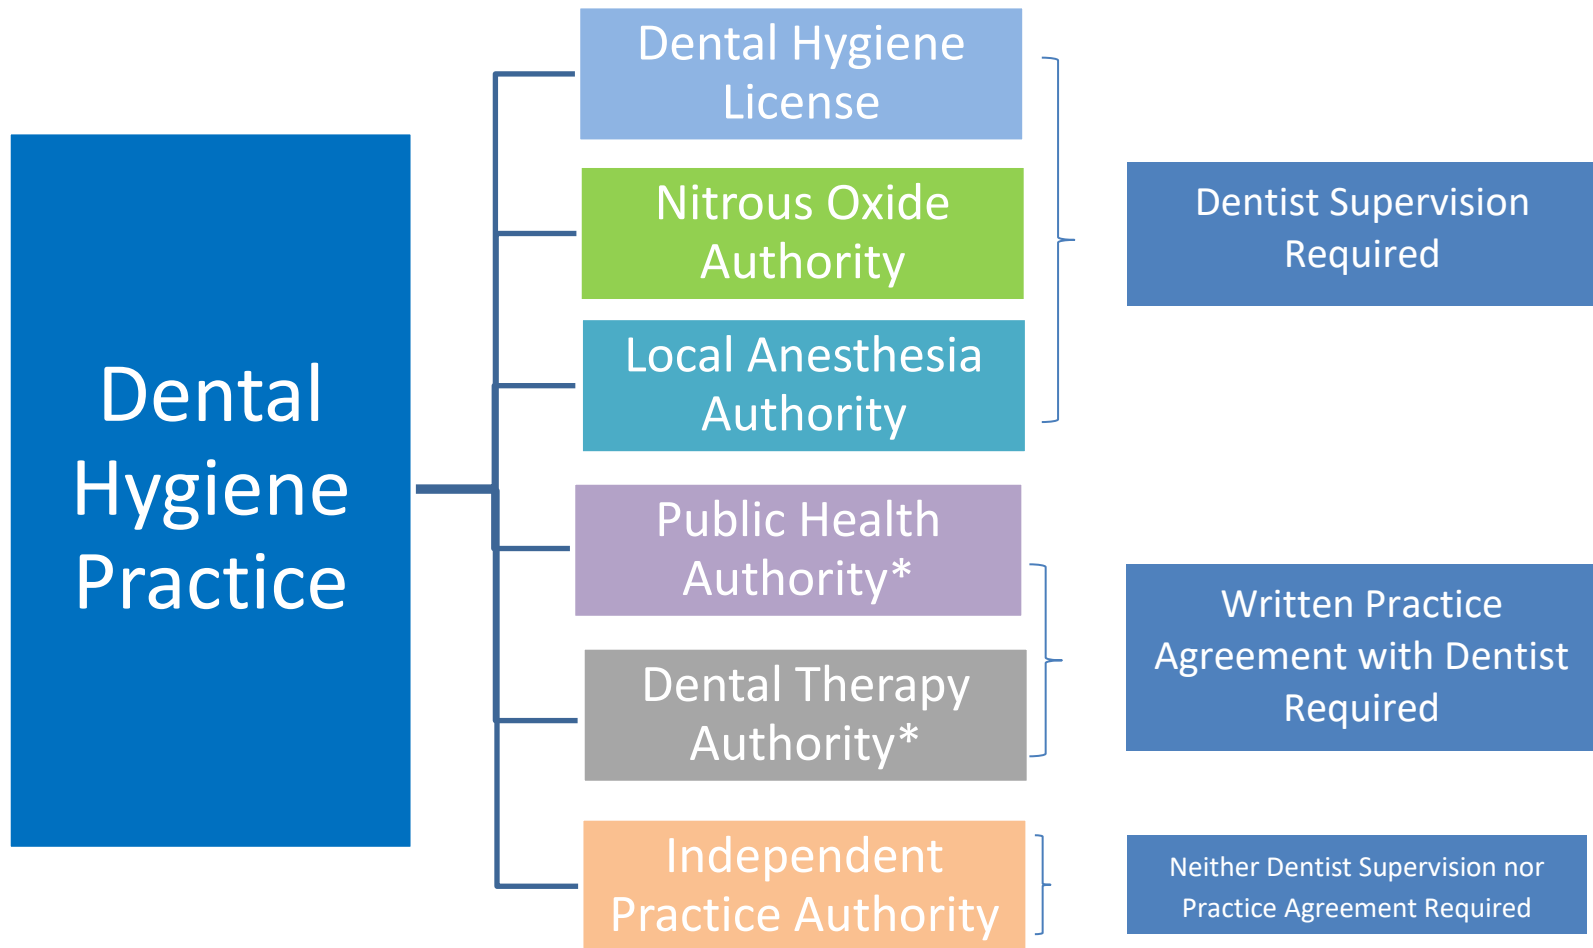 Dental
Hygiene
Practice
Dental Hygiene
License
Nitrous Oxide
Authority
Local Anesthesia
Authority
Public Health
Authority*
Dental Therapy
Authority*
Independent
Practice Authority
Dentist Supervision
Required
Written Practice
Agreement with Dentist
Required
Neither Dentist Supervision nor
Practice Agreement Required